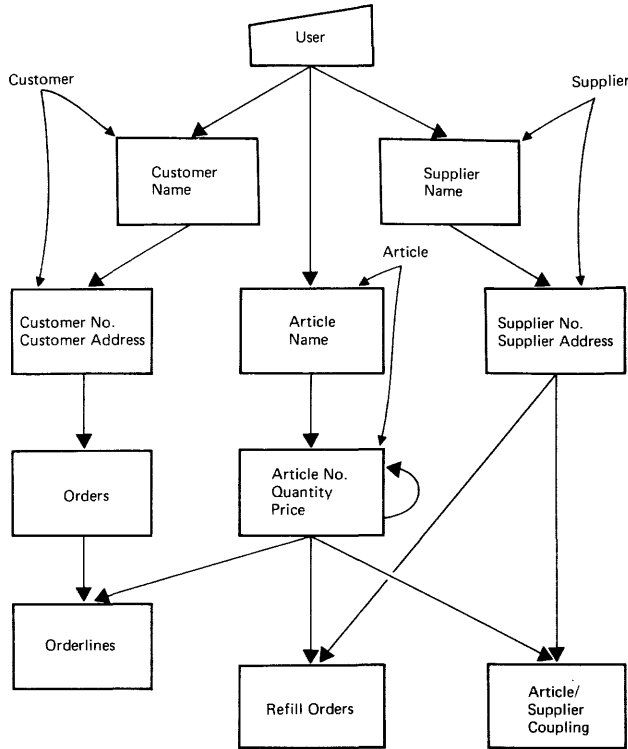 User
Customer
Supplier
Customer
Name
Supplier
Name
Article
Customer No.
Customer Address
Article
Name
Supplier No.
Supplier Address
Orders
Article No.
Quantity
Price
Orderlines
Refill Orders
Article/
Supplier
Coupling